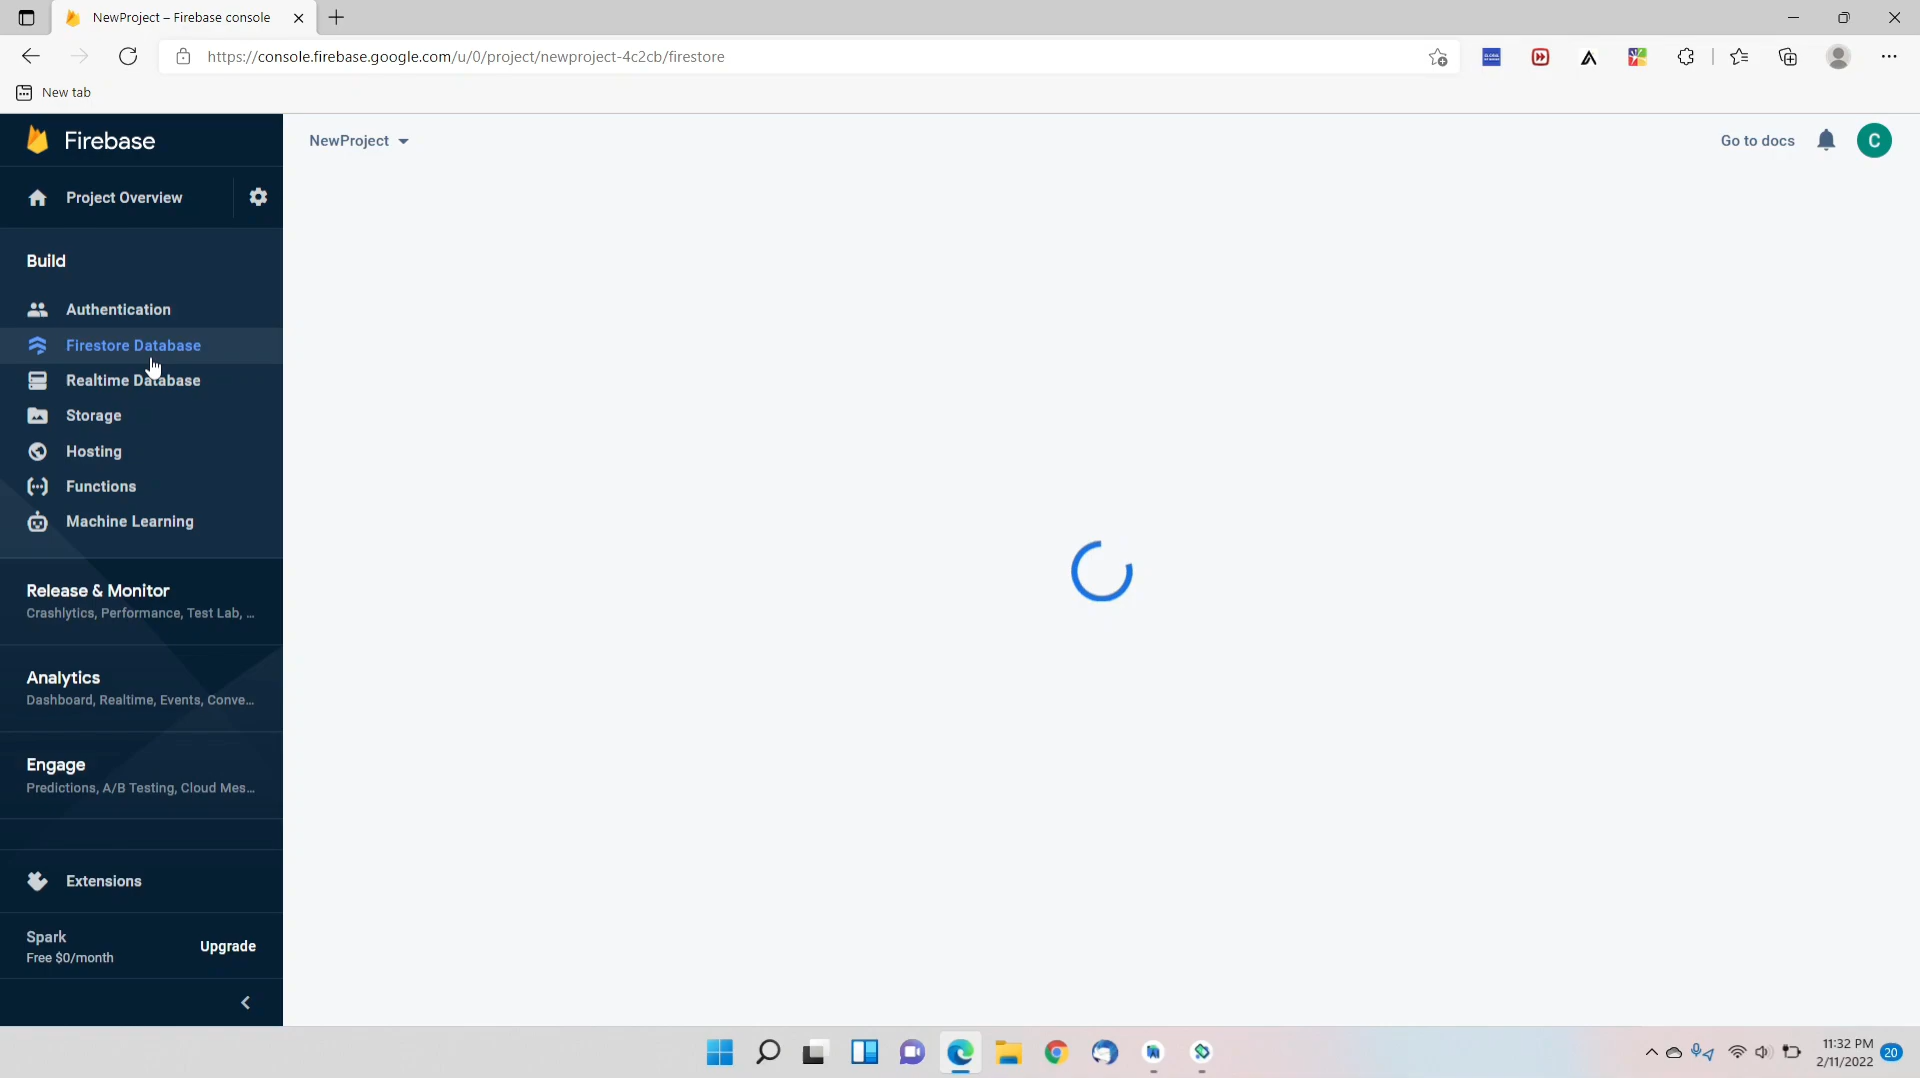 NewProject – Firebase console
https://console.firebase.google.com/u/0/project/newproject-4c2cb/firestore
New tab
Firebase
NewProject
Go to docs
C
Project Overview
Build
Authentication
Firestore Database
Realtime Database
Storage
Hosting
Functions
Machine Learning
Release & Monitor
Crashlytics, Performance, Test Lab, ...
Analytics
Dashboard, Realtime, Events, Conve...
Engage
Predictions, A/B Testing, Cloud Mes...
Extensions
Spark
Free $0/month
Upgrade
11:32 PM
2/11/2022
20